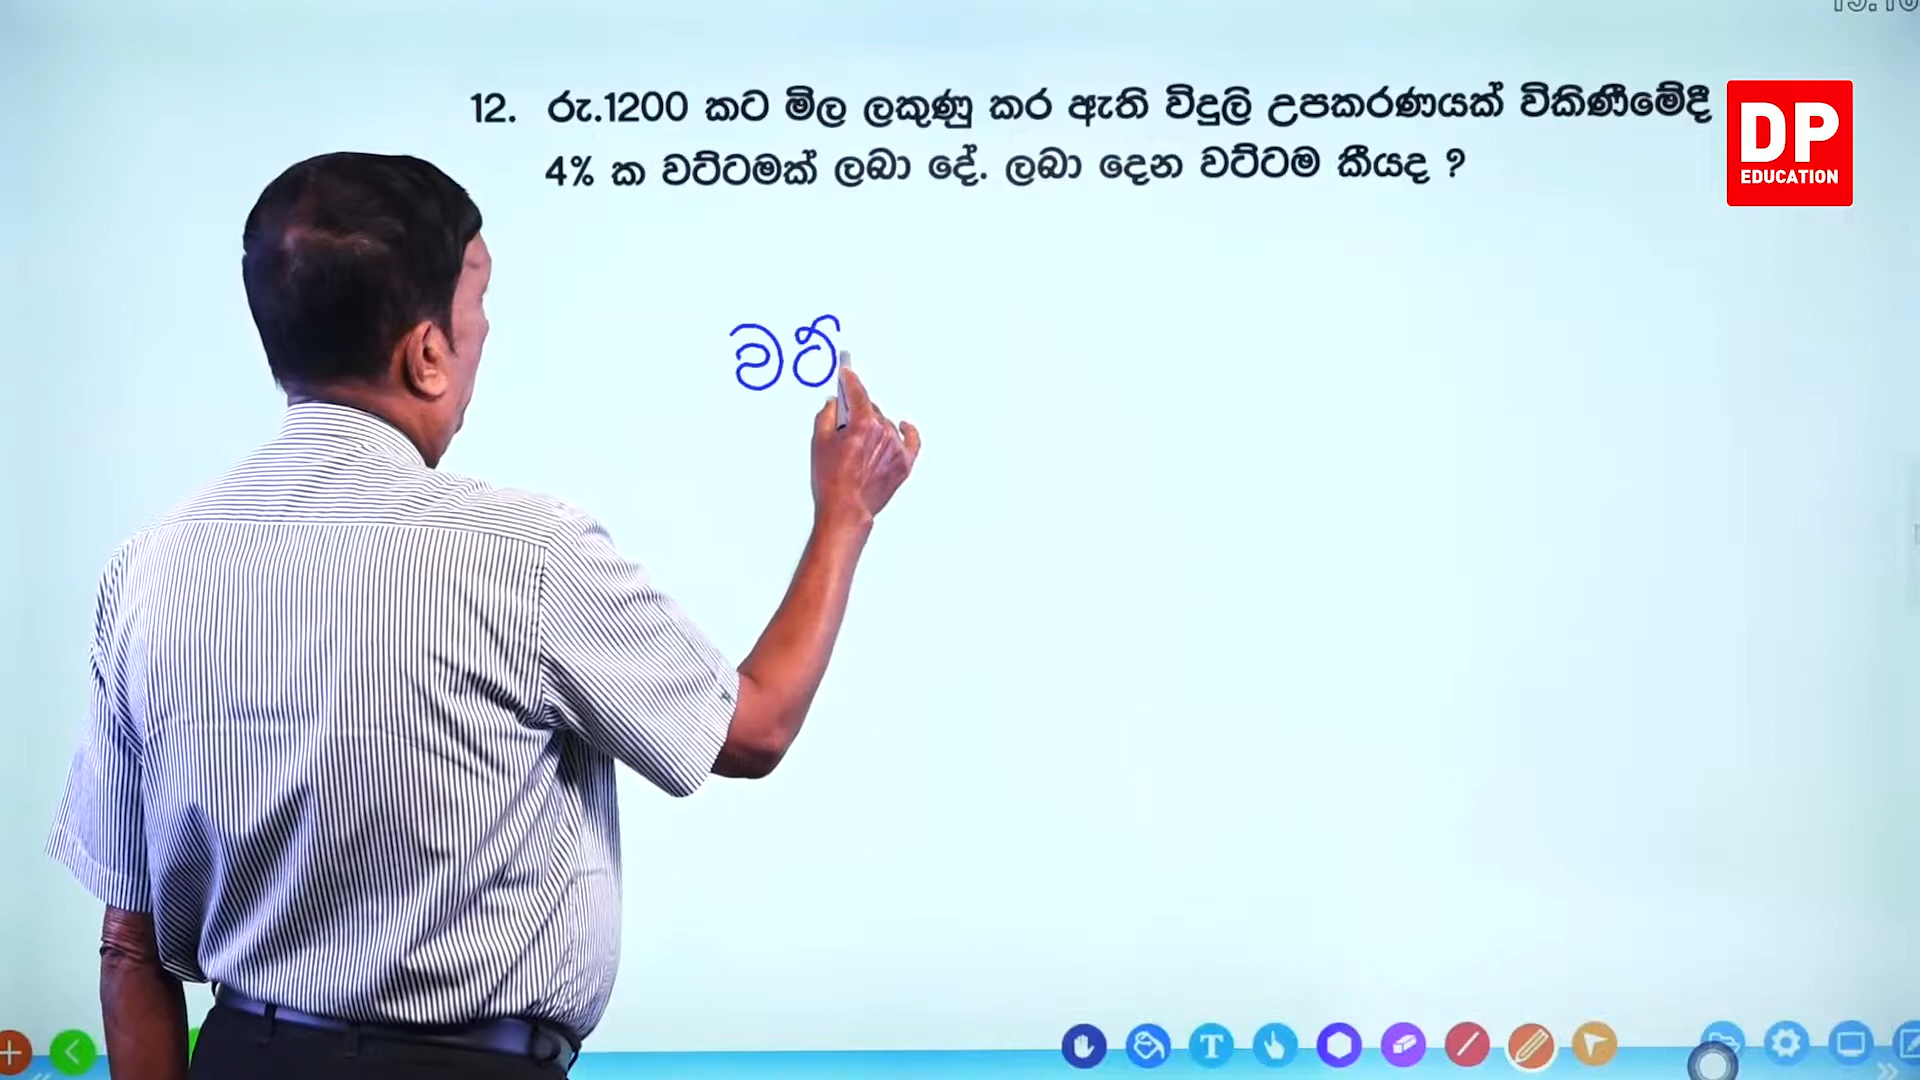 12. රු.1200 කට මිල ලකුණු කර ඇති විදුලි උපකරණයක් විකිණීමේදී
4% ක වට්ටමක් ලබා දේ. ලබා දෙන වට්ටම කීයද ?
DP
EDUCATION
වට්